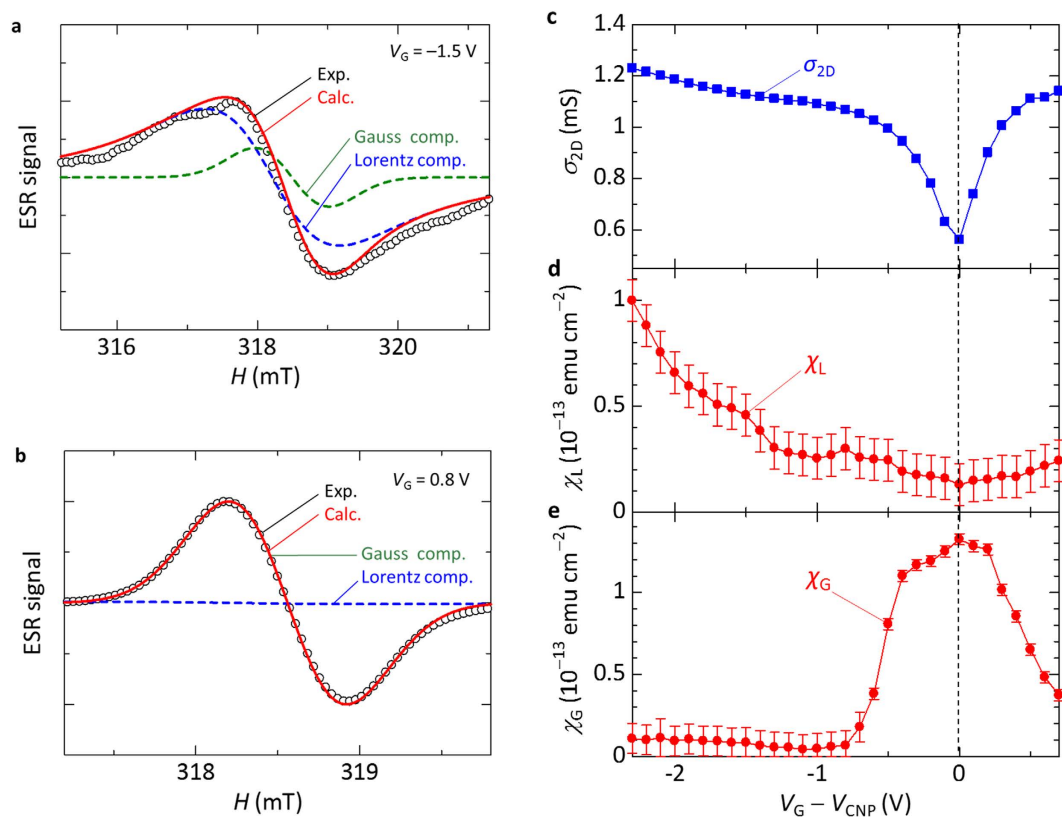 a
V_G = −1.5 V
Exp.
Calc.
Gauss comp.
Lorentz comp.
ESR signal
316
318
320
H (mT)
b
V_G = 0.8 V
Exp.
Calc.
Gauss comp.
Lorentz comp.
ESR signal
318
319
H (mT)
c
1.4
1.2
1
0.8
0.6
σ_2D (mS)
σ_2D
d
1
0.5
0
χ_L (10⁻¹³ emu cm⁻²)
χ_L
e
1
0.5
0
χ_G (10⁻¹³ emu cm⁻²)
χ_G
-2
-1
0
V_G − V_CNP (V)